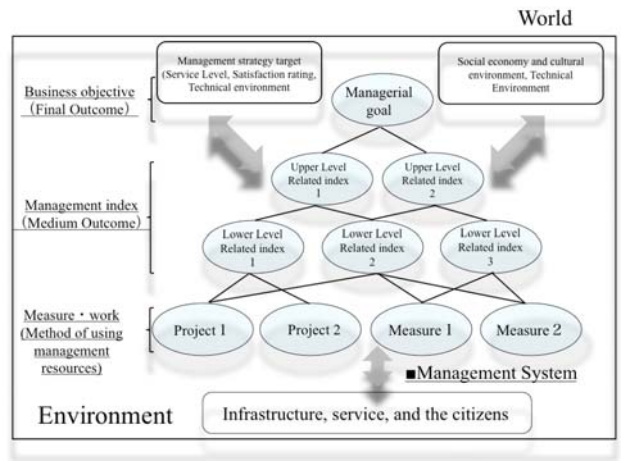 World
Management strategy target
(Service Level, Satisfaction rating,
Technical environment
Social economy and cultural
environment, Technical
Environment
Business objective
(Final Outcome)
Managerial
goal
Upper Level
Related index
1
Upper Level
Related index
2
Management index
(Medium Outcome)
Lower Level
Related index
1
Lower Level
Related index
2
Lower Level
Related index
3
Measure・work
(Method of using
management
resources)
Project 1
Project 2
Measure 1
Measure 2
■Management System
Environment
Infrastructure, service, and the citizens